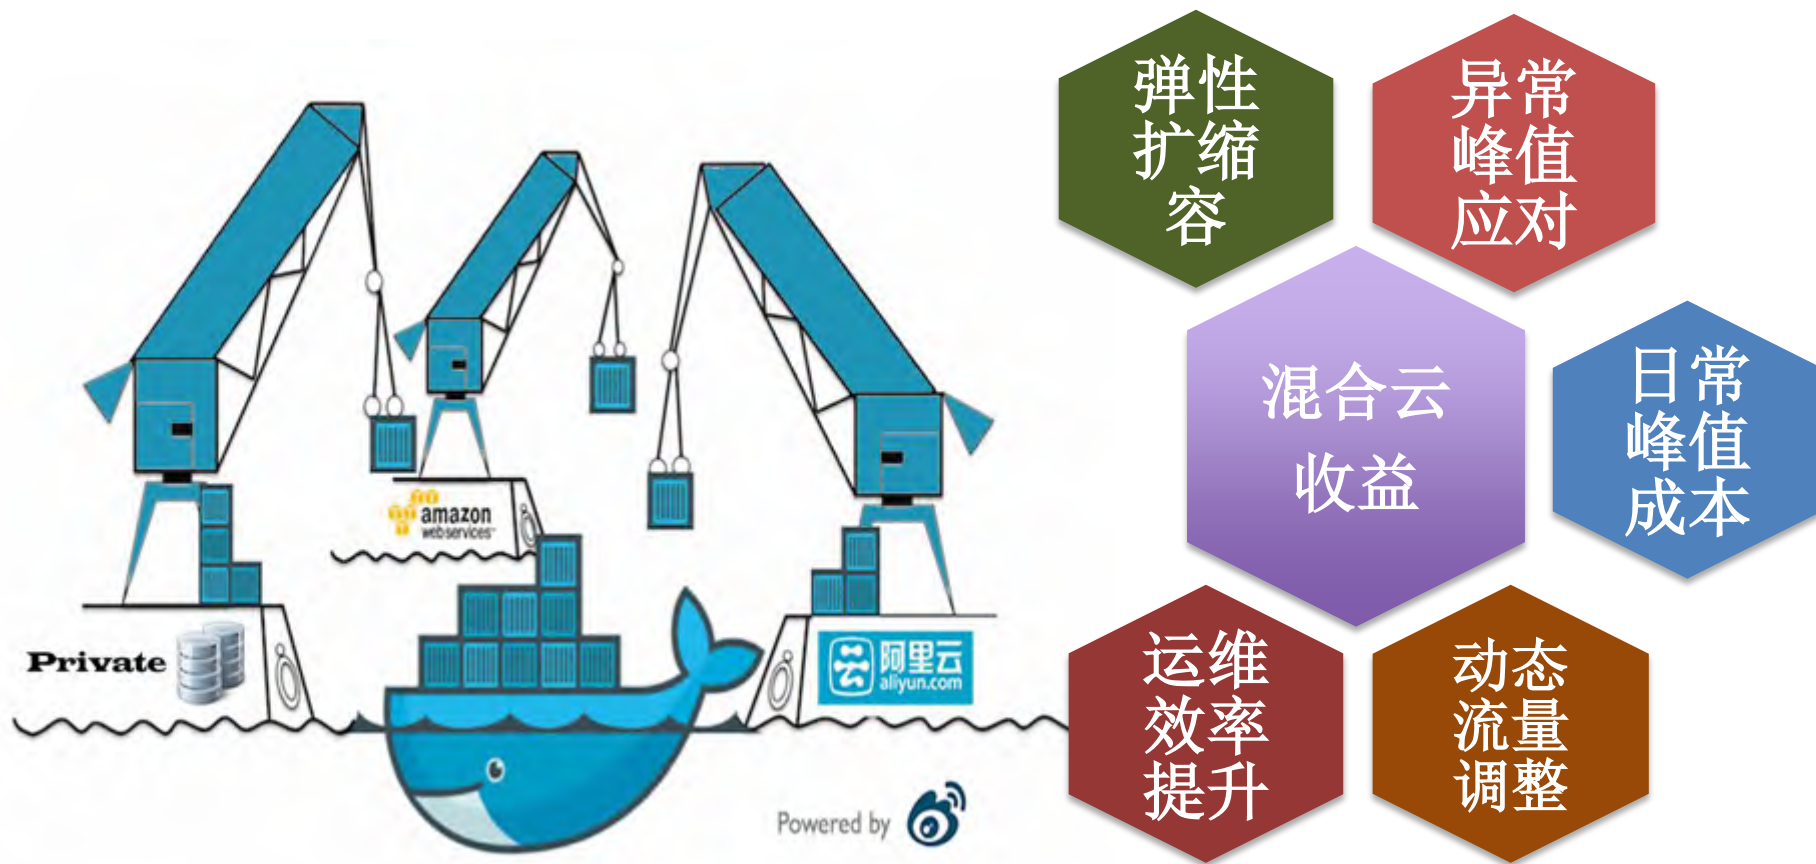 amazon
webservices™
Private
阿里云
aliyun.com
Powered by
弹性
扩缩
容
异常
峰值
应对
混合云
收益
日常
峰值
成本
运维
效率
提升
动态
流量
调整